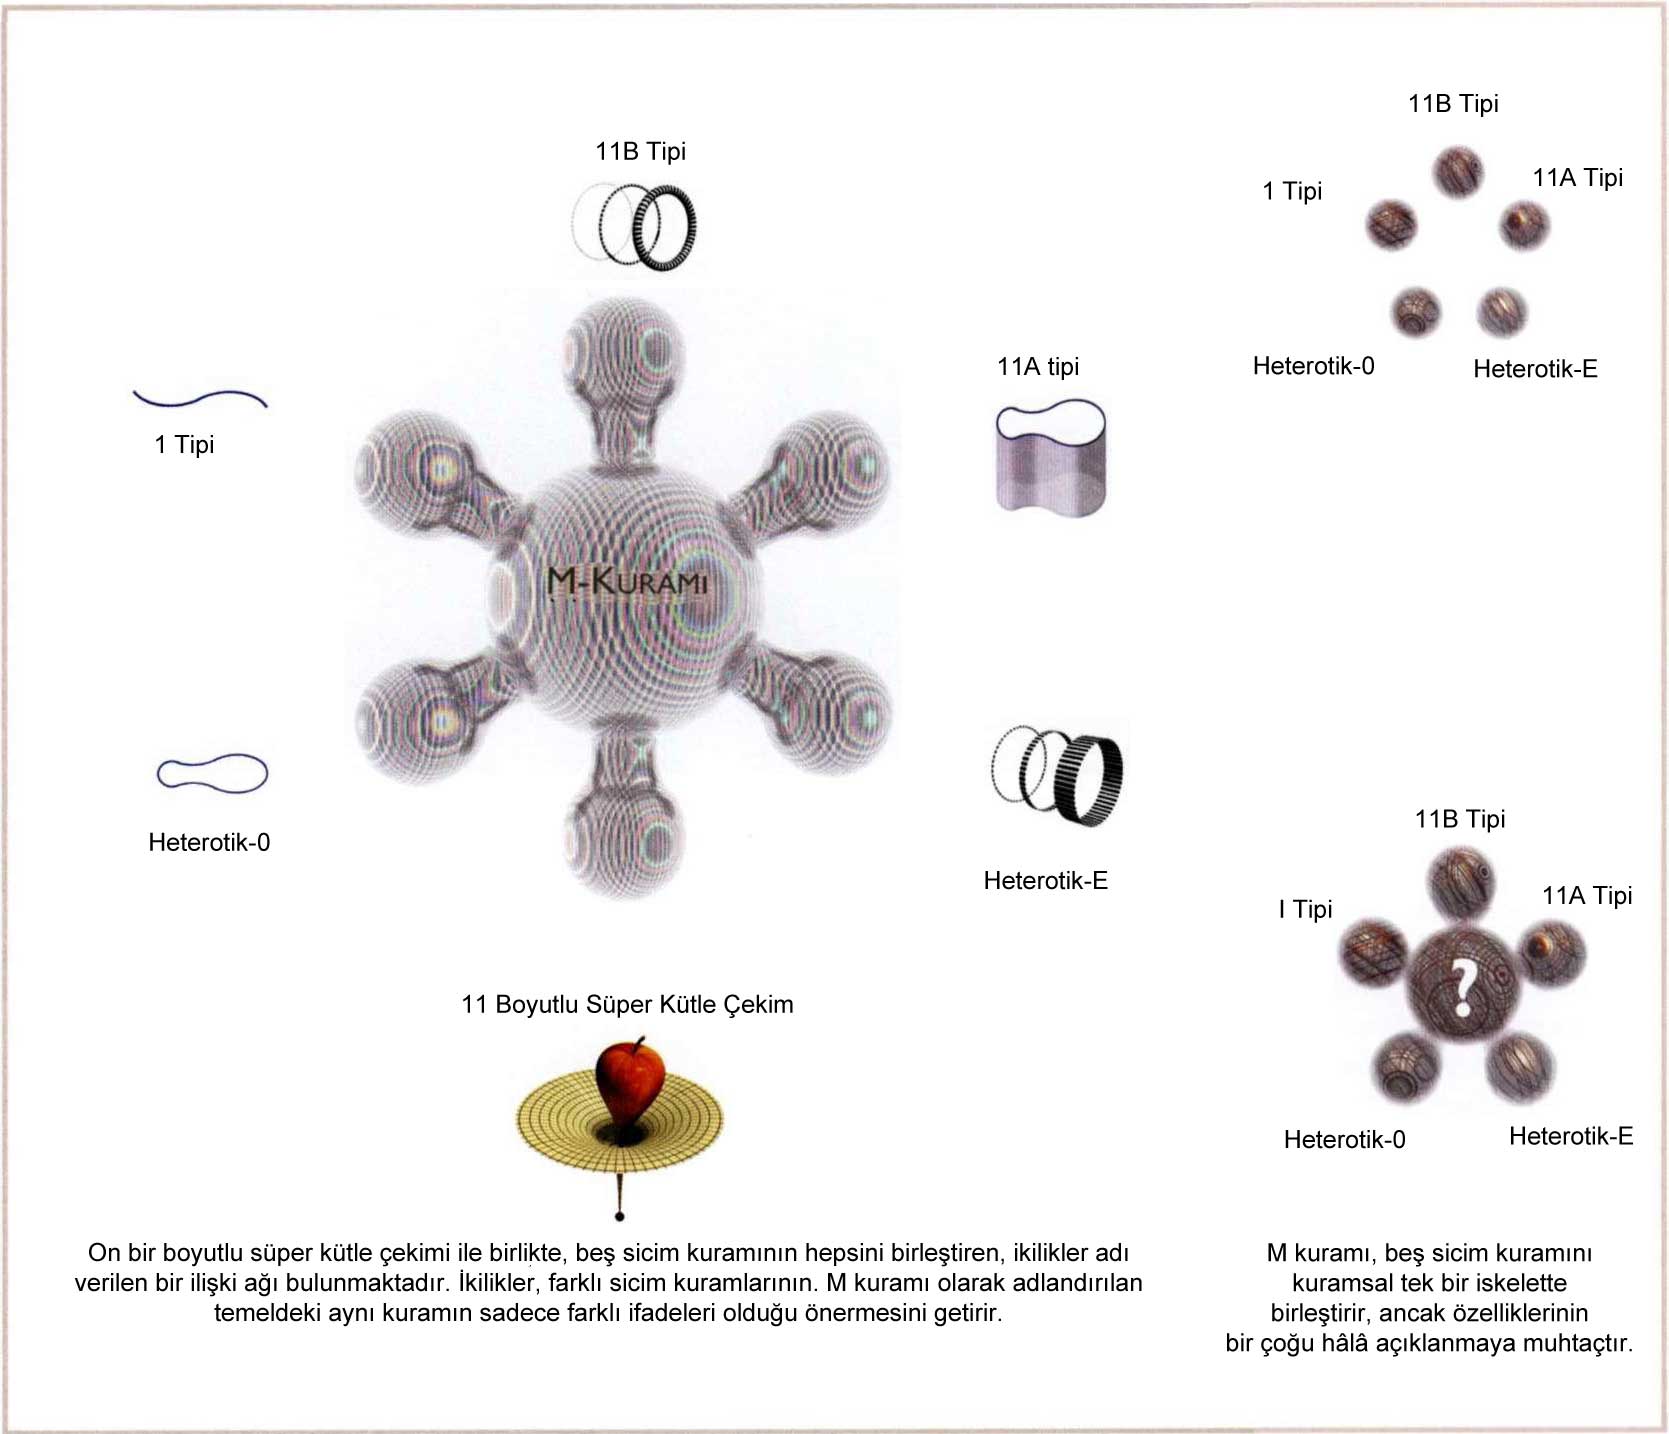 11B Tipi
1 Tipi
11A tipi
M-KURAMI
Heterotik-0
Heterotik-E
11 Boyutlu Süper Kütle Çekim
On bir boyutlu süper kütle çekimi ile birlikte, beş sicim kuramının hepsini birleştiren, ikilikler adı
verilen bir ilişki ağı bulunmaktadır. İkilikler, farklı sicim kuramlarının. M kuramı olarak adlandırılan
temeldeki aynı kuramın sadece farklı ifadeleri olduğu önermesini getirir.
11B Tipi
1 Tipi
11A Tipi
Heterotik-0
Heterotik-E
11B Tipi
I Tipi
11A Tipi
?
Heterotik-0
Heterotik-E
M kuramı, beş sicim kuramını
kuramsal tek bir iskelette
birleştirir, ancak özelliklerinin
bir çoğu hâlâ açıklanmaya muhtaçtır.